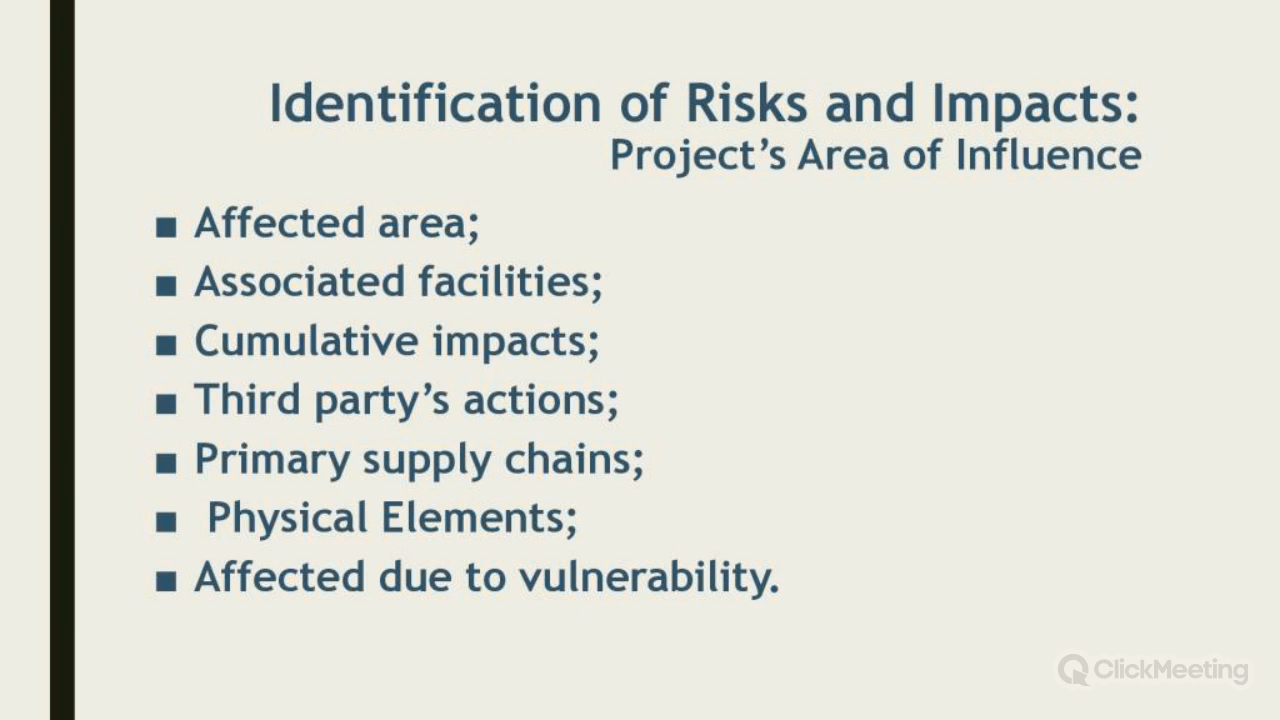 Identification of Risks and Impacts:
Project’s Area of Influence
■ Affected area;
■ Associated facilities;
■ Cumulative impacts;
■ Third party’s actions;
■ Primary supply chains;
■ Physical Elements;
■ Affected due to vulnerability.
ClickMeeting